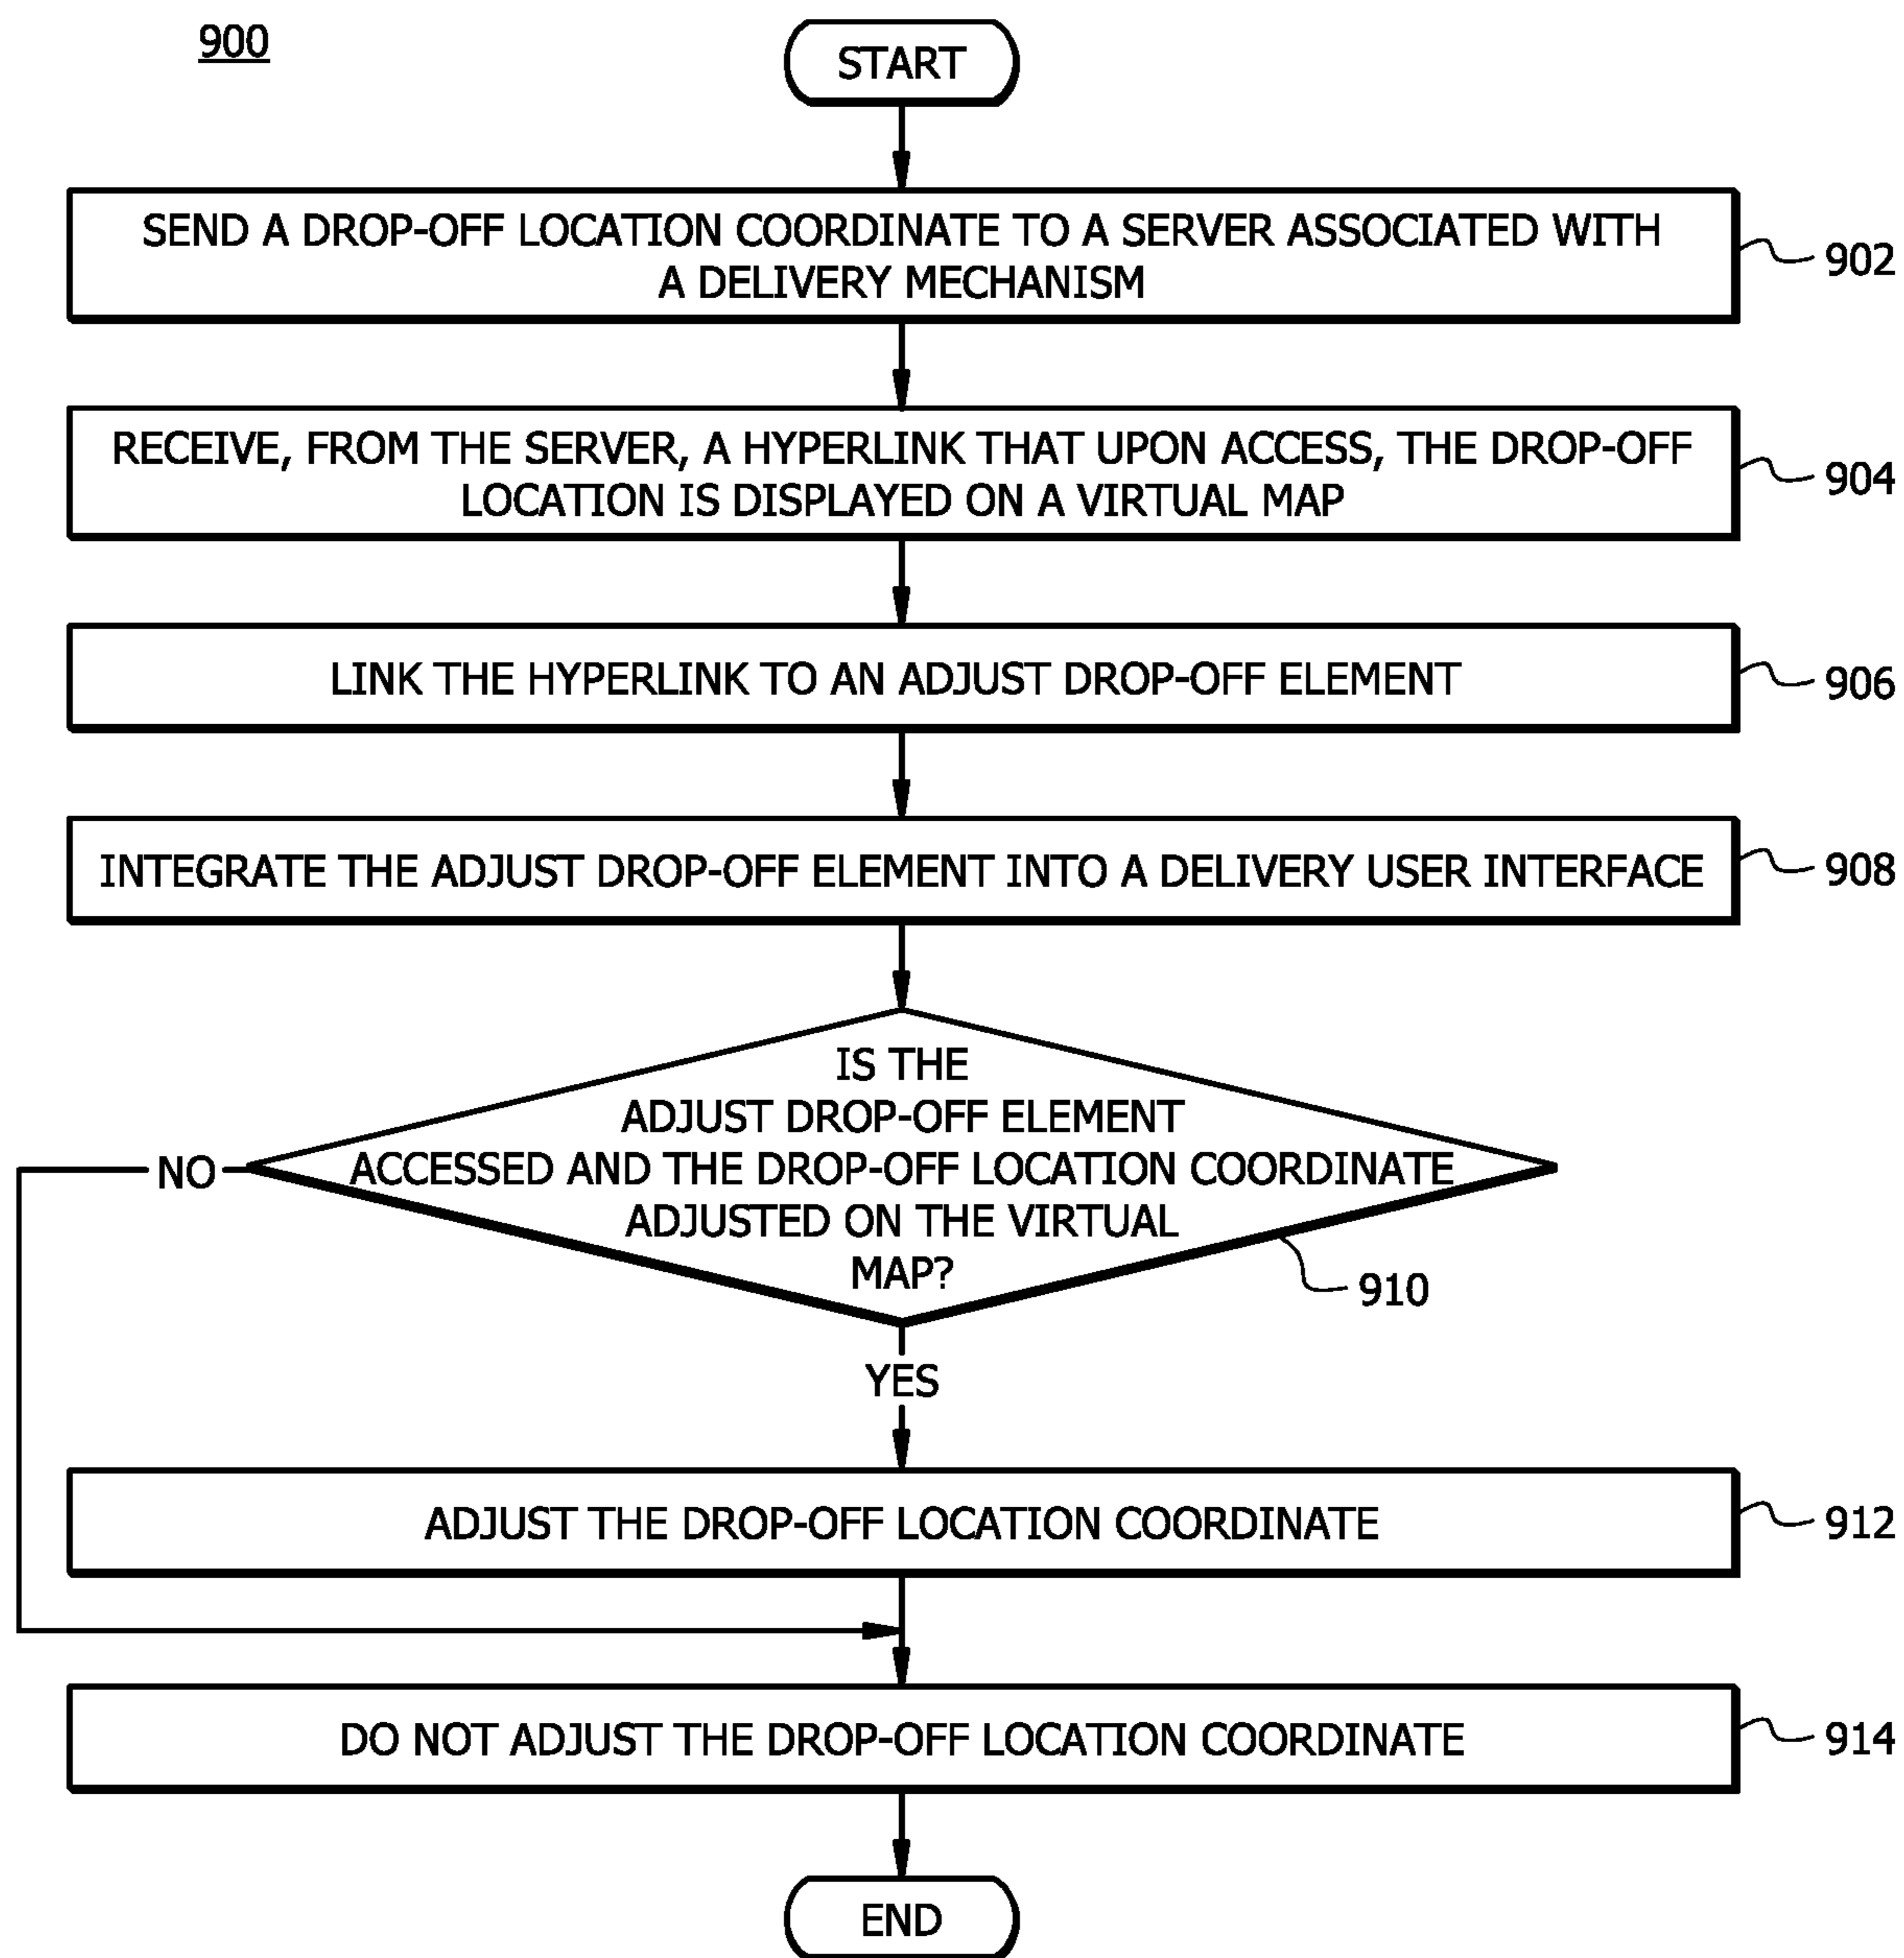 900
START
SEND A DROP-OFF LOCATION COORDINATE TO A SERVER ASSOCIATED WITH
A DELIVERY MECHANISM
902
RECEIVE, FROM THE SERVER, A HYPERLINK THAT UPON ACCESS, THE DROP-OFF
LOCATION IS DISPLAYED ON A VIRTUAL MAP
904
LINK THE HYPERLINK TO AN ADJUST DROP-OFF ELEMENT
906
INTEGRATE THE ADJUST DROP-OFF ELEMENT INTO A DELIVERY USER INTERFACE
908
IS THE
ADJUST DROP-OFF ELEMENT
ACCESSED AND THE DROP-OFF LOCATION COORDINATE
ADJUSTED ON THE VIRTUAL
MAP?
NO
910
YES
ADJUST THE DROP-OFF LOCATION COORDINATE
912
DO NOT ADJUST THE DROP-OFF LOCATION COORDINATE
914
END